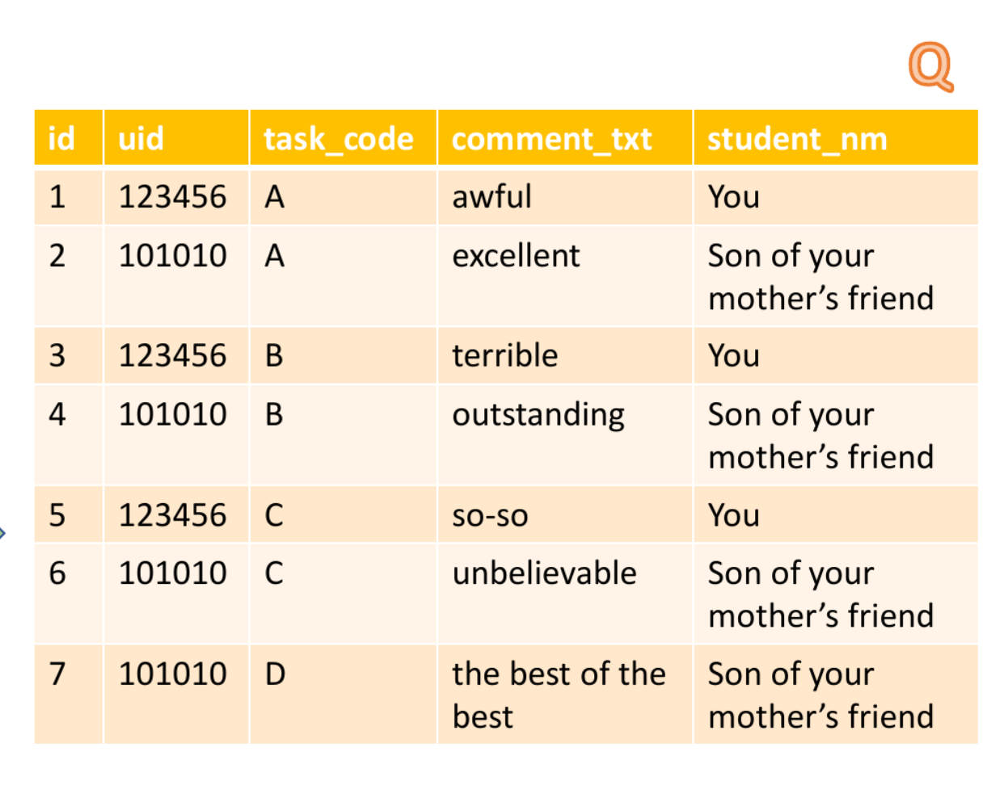 Q
id uid task_code comment_txt student_nm
1 123456 A awful You
2 101010 A excellent Son of your
mother’s friend
3 123456 B terrible You
4 101010 B outstanding Son of your
mother’s friend
5 123456 C so-so You
6 101010 C unbelievable Son of your
mother’s friend
7 101010 D the best of the Son of your
best mother’s friend